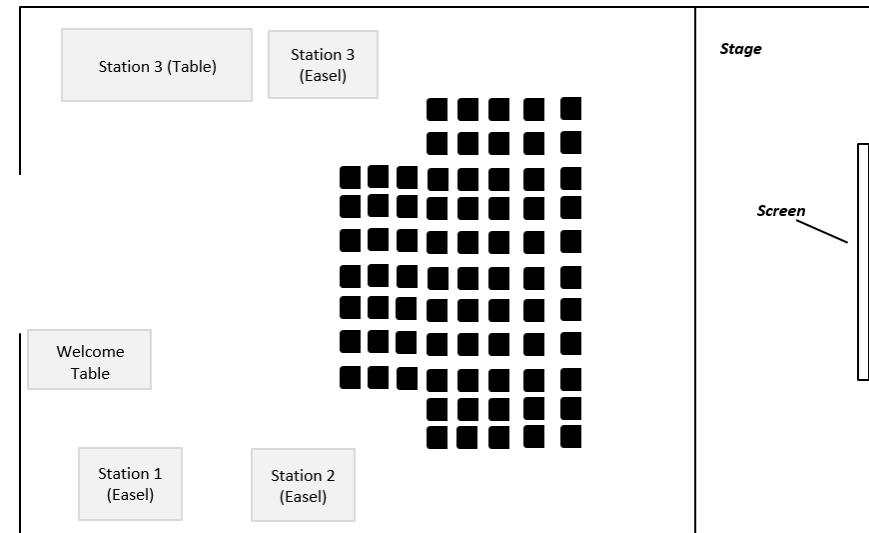 Station 3 (Table)
Station 3
(Easel)
Stage
Screen
Welcome
Table
Station 1
(Easel)
Station 2
(Easel)